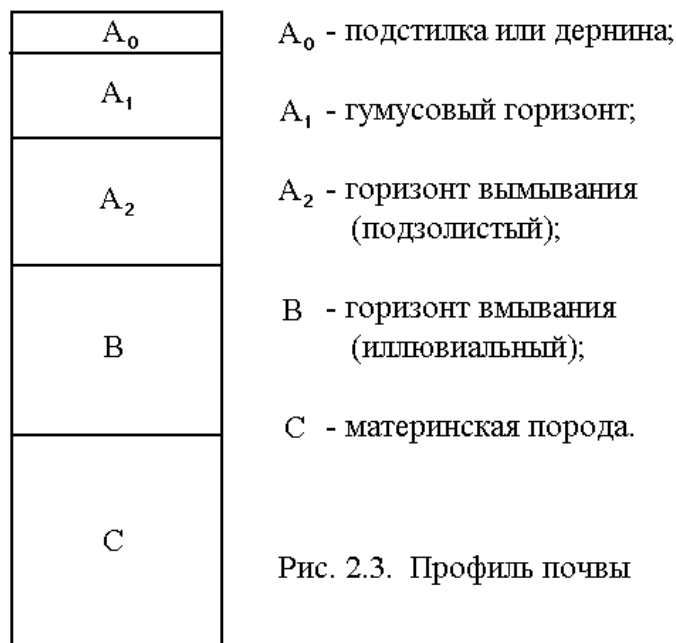 A₀
A₀ - подстилка или дернина;
A₁
A₁ - гумусовый горизонт;
A₂
A₂ - горизонт вымывания
(подзолистый);
B
B - горизонт вмывания
(иллювиальный);
C - материнская порода.
C
Рис. 2.3. Профиль почвы